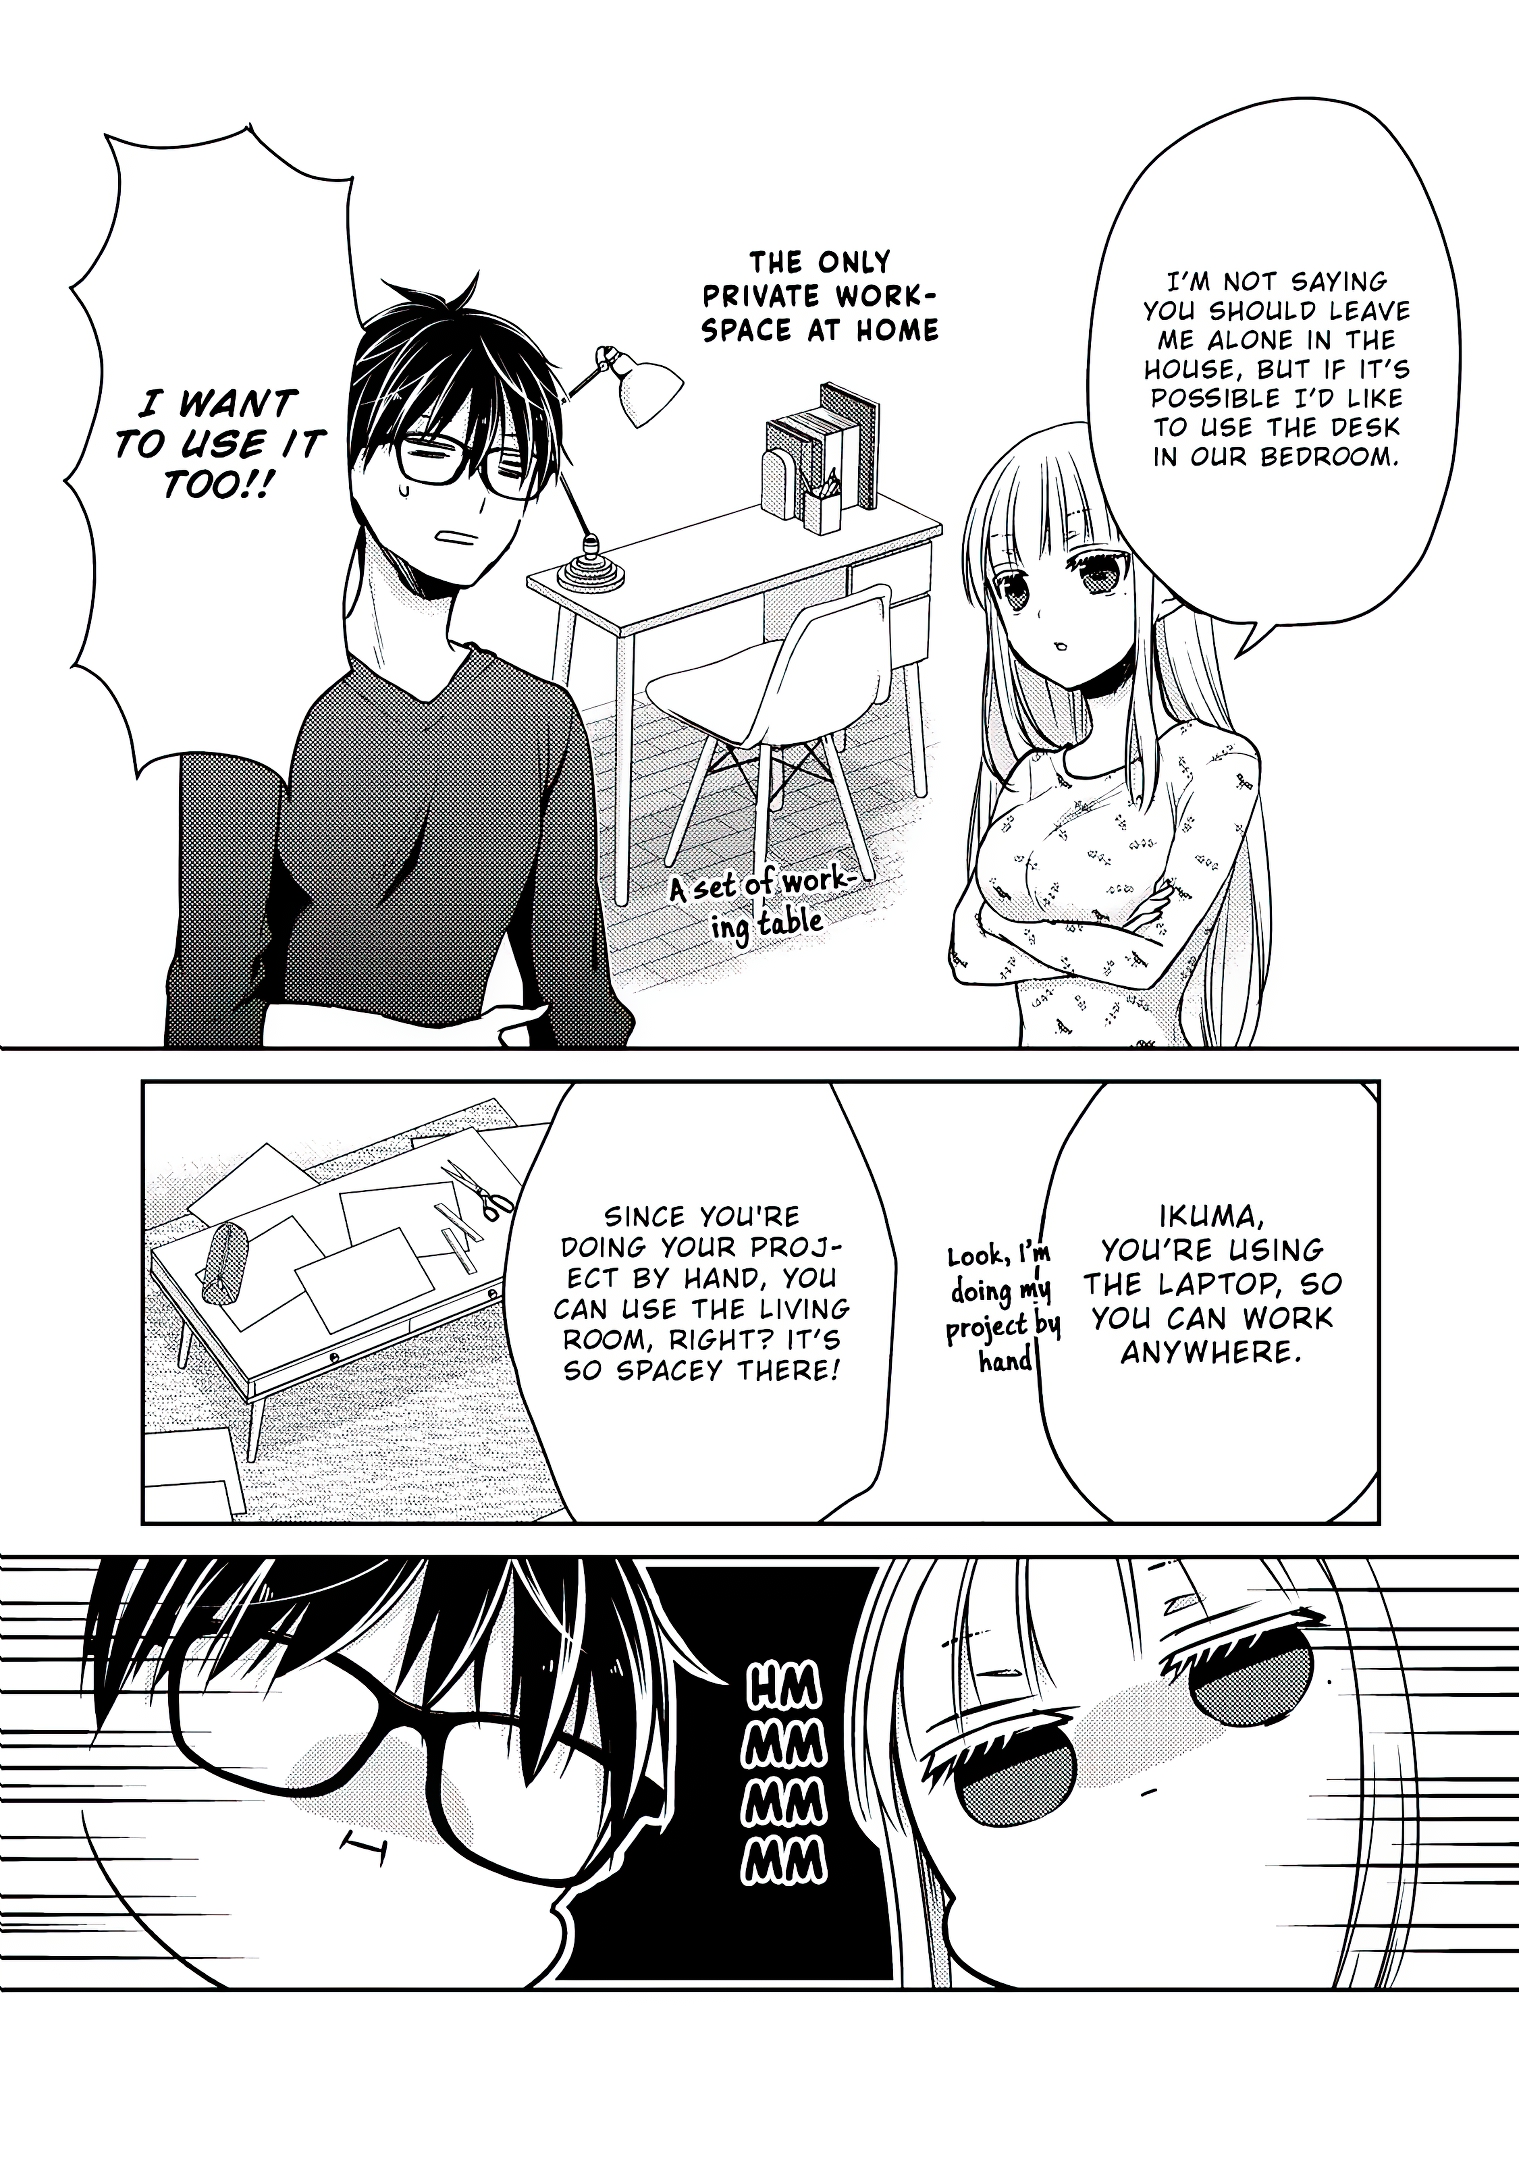 I'M NOT SAYING
YOU SHOULD LEAVE
ME ALONE IN THE
HOUSE, BUT IF IT'S
POSSIBLE I'D LIKE
TO USE THE DESK
IN OUR BEDROOM.
THE ONLY
PRIVATE WORK-
SPACE AT HOME
A set of work-
ing table
I WANT
TO USE IT
TOO!!
IKUMA,
YOU'RE USING
THE LAPTOP, SO
YOU CAN WORK
ANYWHERE.
Look, I'm
doing my
project by
hand
SINCE YOU'RE
DOING YOUR PROJ-
ECT BY HAND, YOU
CAN USE THE LIVING
ROOM, RIGHT? IT'S
SO SPACEY THERE!
HM
MM
MM
MM